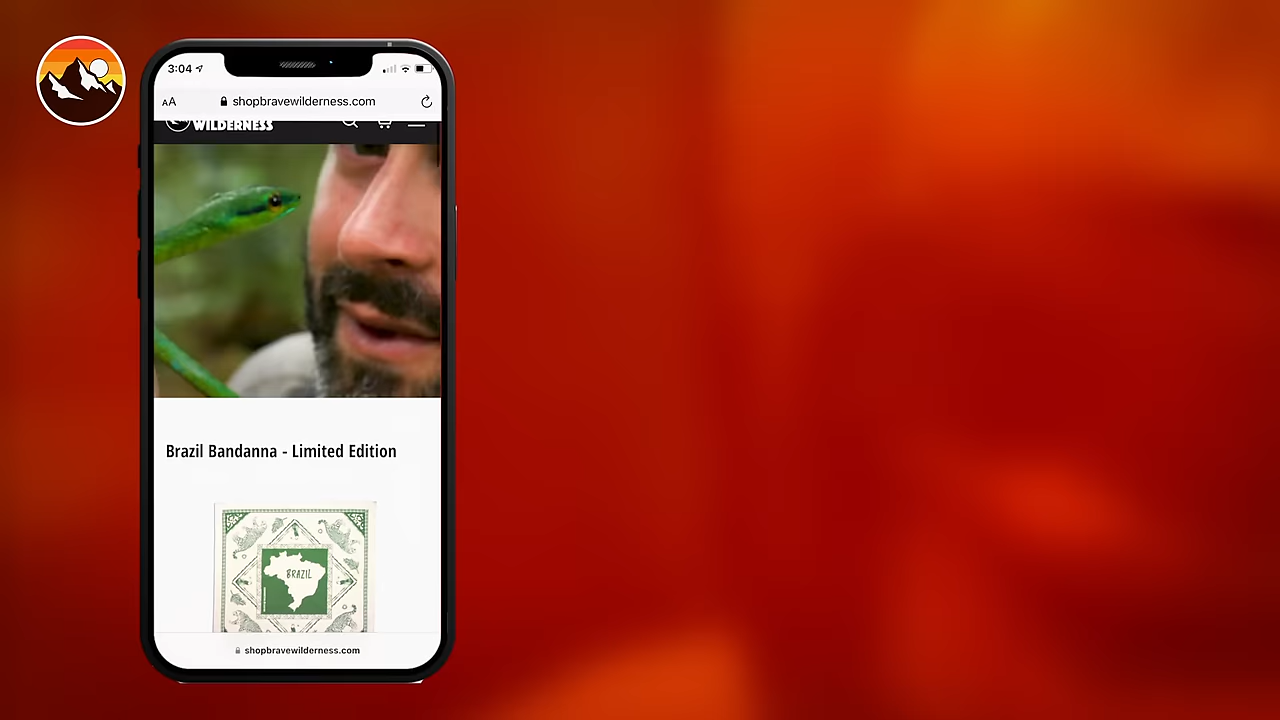 3:04
AA
shopbravewilderness.com
WILDERNESS
Brazil Bandanna - Limited Edition
BRAZIL
shopbravewilderness.com